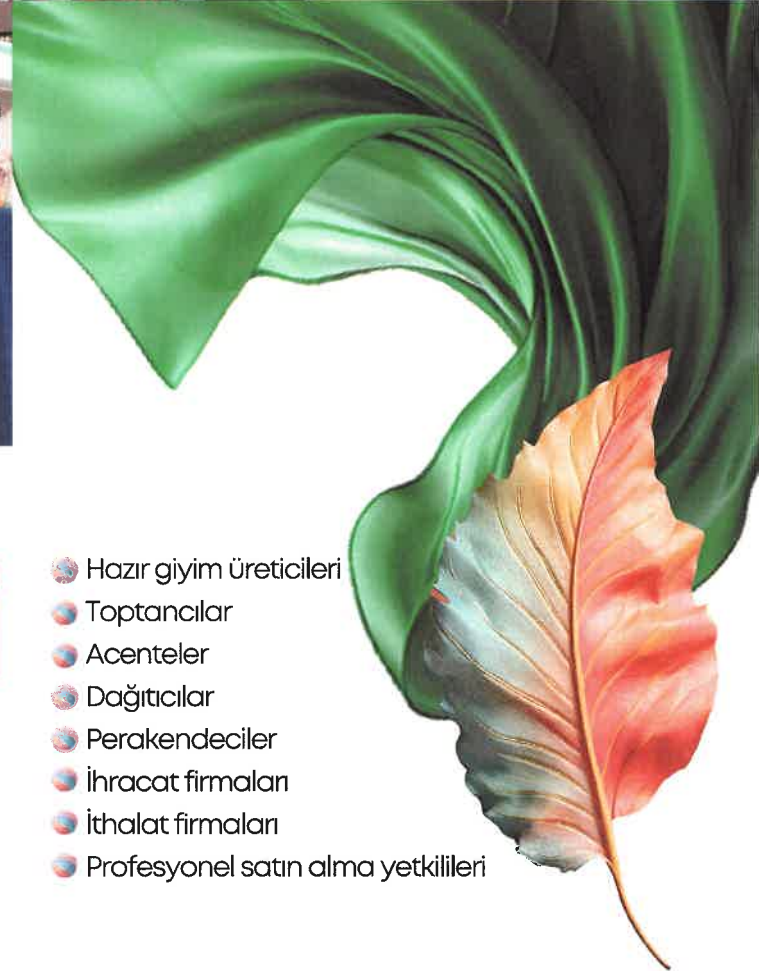 Hazır giyim üreticileri
Toptancılar
Acenteler
Dağıtıcılar
Perakendeciler
İhracat firmaları
İthalat firmaları
Profesyonel satın alma yetkilileri